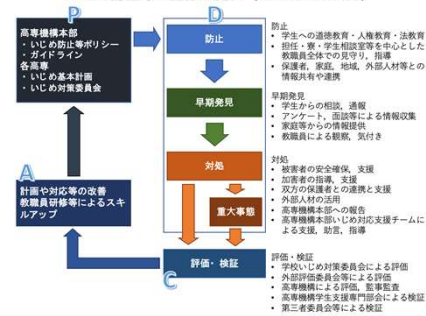 P
高専機構本部
・いじめ防止等ポリシー
・ガイドライン
各高専
・いじめ基本計画
・いじめ対策委員会
D
防止
早期発見
対処
重大事態
C
評価・検証
A
計画や対応等の改善
教職員研修等によるスキ
ルアップ
防止
• 学生への道徳教育・人権教育・法教育
• 担任・寮・学生相談室等を中心とした
教職員全体での見守り、指導
• 保護者、家庭、地域、外部人材等との
情報共有や連携
早期発見
• 学生からの相談、通報
• アンケート、面談等による情報収集
• 家庭等からの情報提供
• 教職員による観察、気付き
対処
• 被害者の安全確保、支援
• 加害者の指導、支援
• 双方の保護者との連携と支援
• 外部人材の活用
• 高専機構本部への報告
• 高専機構本部いじめ対応支援チームに
よる支援、助言、指導
評価・検証
• 学校いじめ対策委員会による評価
• 外部評価委員会等による評価
• 高専機構による評価、監事監査
• 高専機構学生支援専門部会による検証
• 第三者委員会等による検証